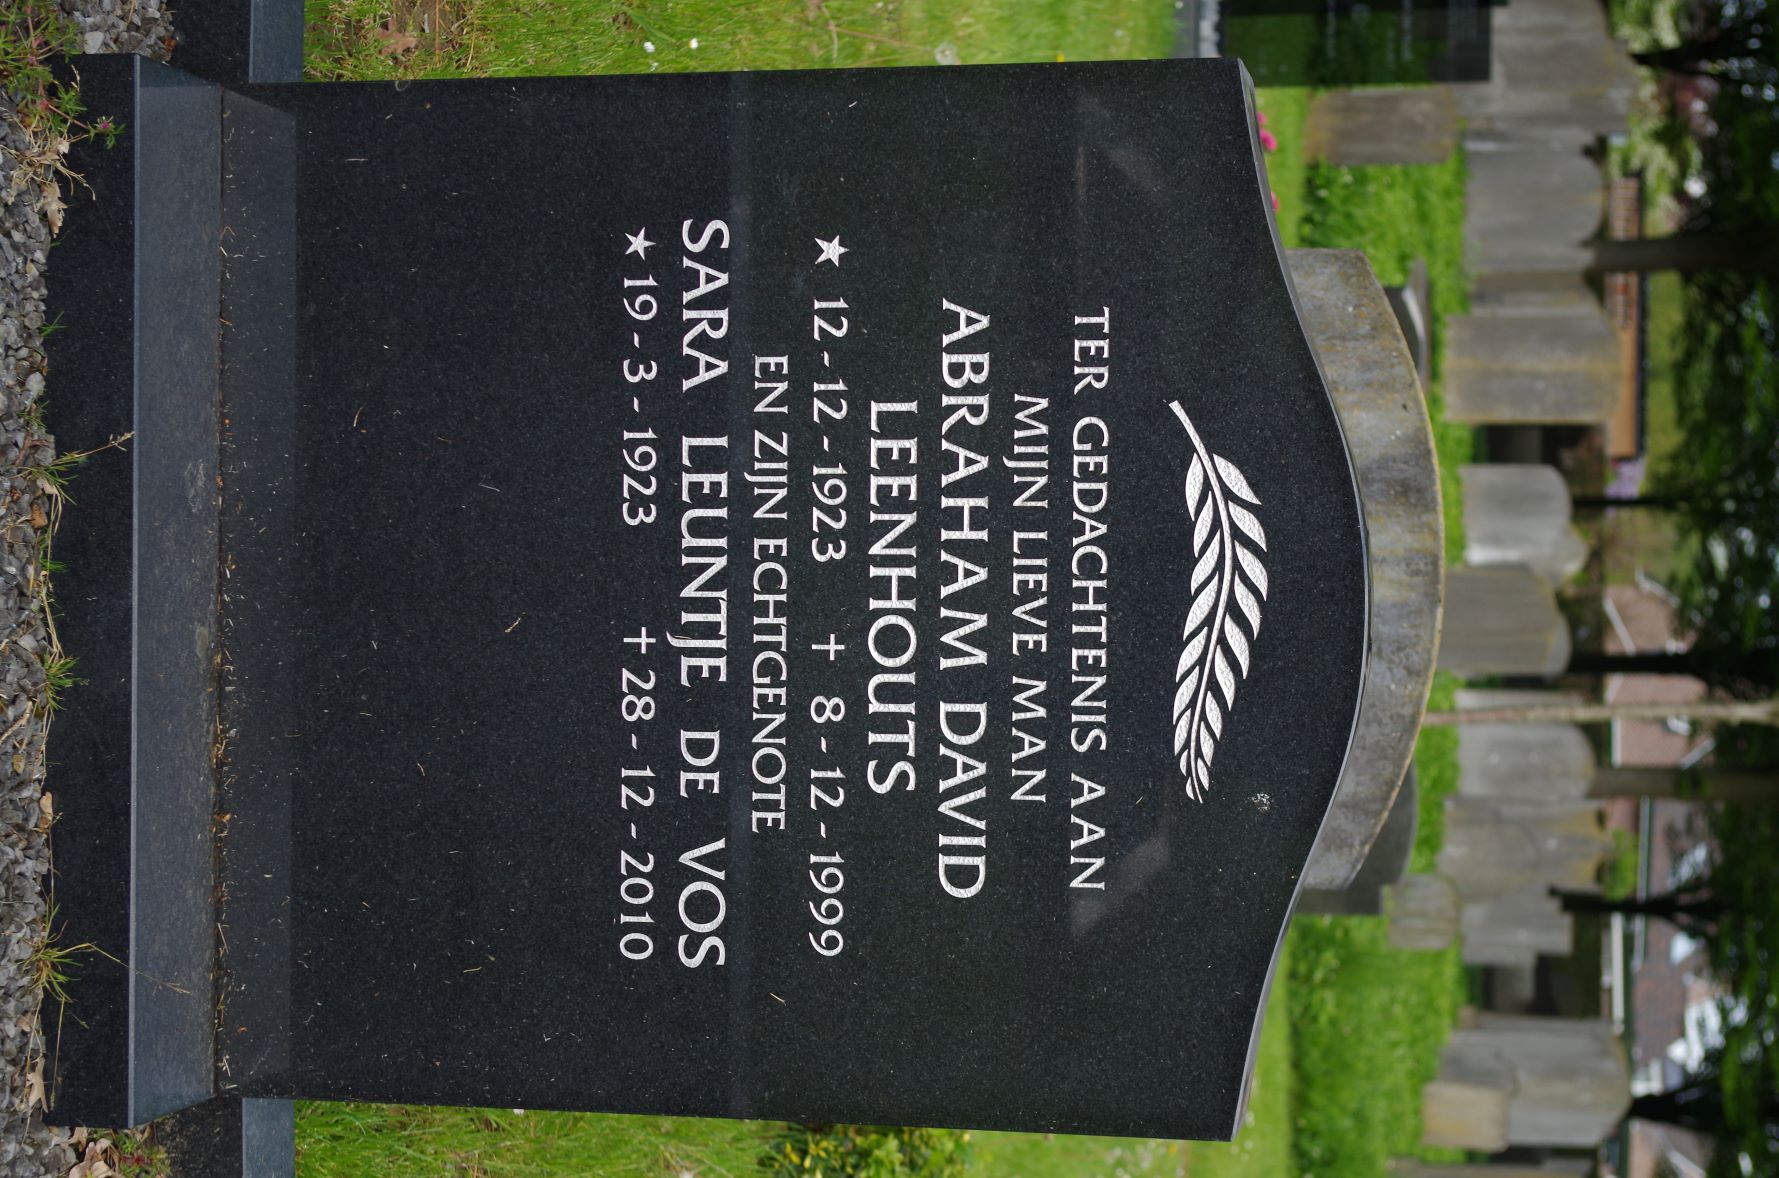 TER GEDACHTENIS AAN
MIJN LIEVE MAN
ABRAHAM DAVID
LEENHOUTS
★ 12-12-1923 + 8-12-1999
EN ZIJN ECHTGENOTE
SARA LEUNTJE DE VOS
★ 19-3-1923 +28-12-2010